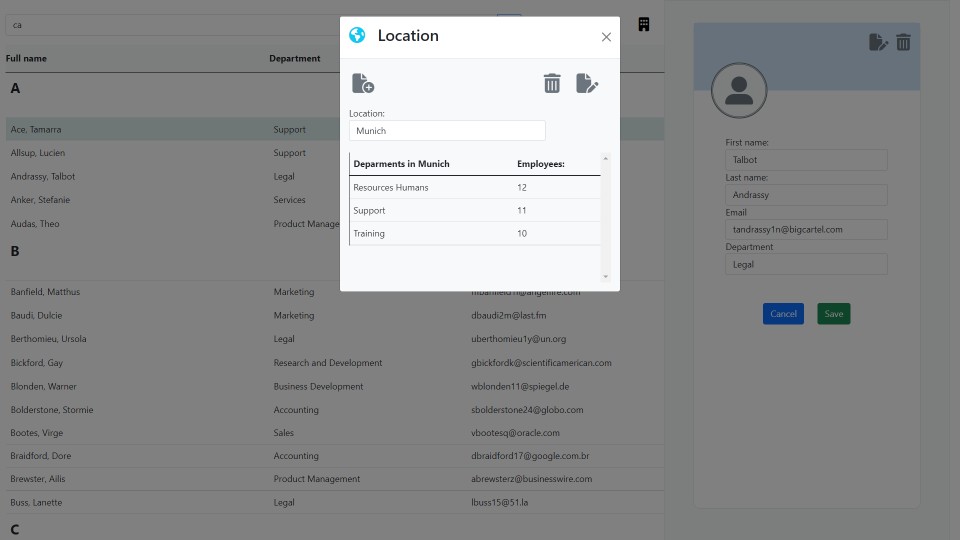 ca
Full name Department
A
Ace, Tamarra Support
Allsup, Lucien Support
Andrassy, Talbot Legal
Anker, Stefanie Services
Audas, Theo Product Manage
B
Banfield, Matthus Marketing
Baudi, Dulcie Marketing dbaudi2m@last.fm
Berthomieu, Ursola Legal uberthomieu1y@un.org
Bickford, Gay Research and Development gbickfordk@scientificamerican.com
Blonden, Warner Business Development wblonden11@spiegel.de
Bolderstone, Stormie Accounting sbolderstone24@globo.com
Bootes, Virge Sales vbootesq@oracle.com
Braidford, Dore Accounting dbraidford17@google.com.br
Brewster, Ailis Product Management abrewsterz@businesswire.com
Buss, Lanette Legal lbuss15@51.la
C
Location
Location:
Munich
Deparments in Munich Employees:
Resources Humans 12
Support 11
Training 10
First name:
Talbot
Last name:
Andrassy
Email
tandrassy1n@bigcartel.com
Department
Legal
Cancel Save